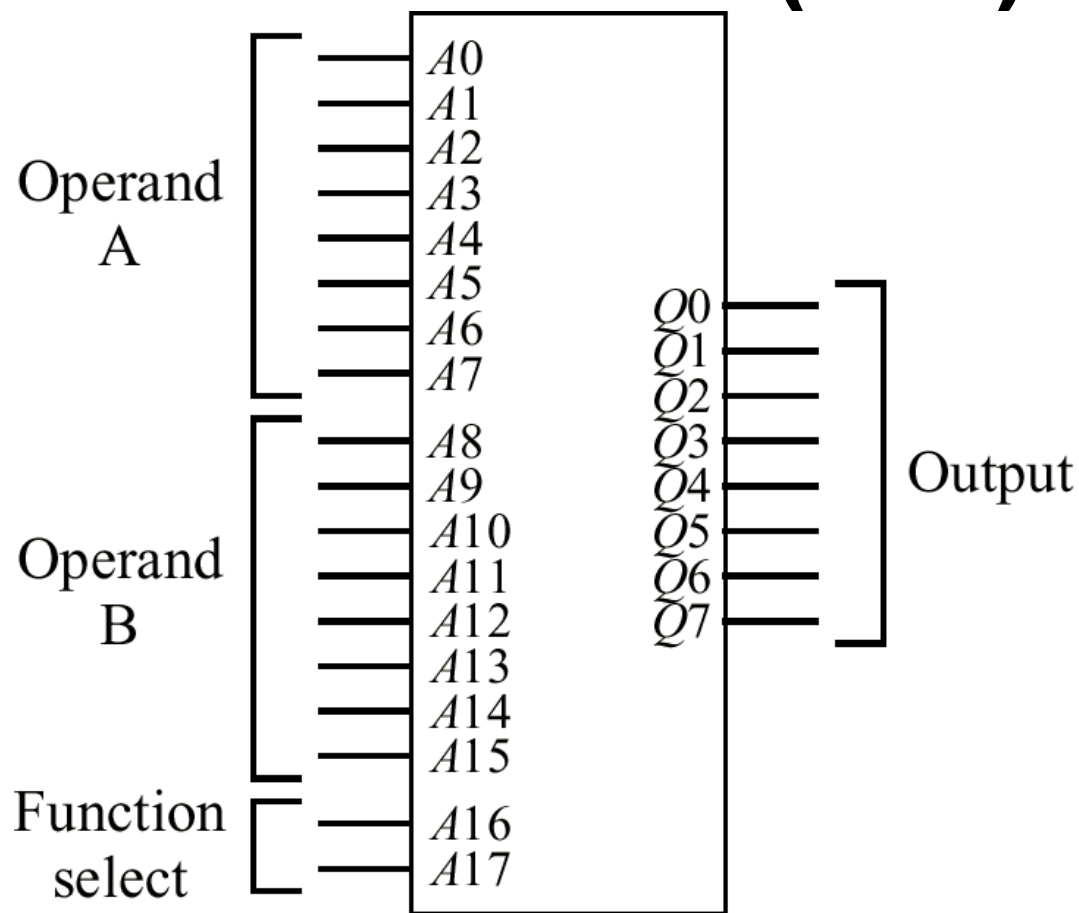 Operand
A
Operand
B
Function
select
A0
A1
A2
A3
A4
A5
A6
A7
A8
A9
A10
A11
A12
A13
A14
A15
A16
A17
Q0
Q1
Q2
Q3
Q4
Q5
Q6
Q7
Output